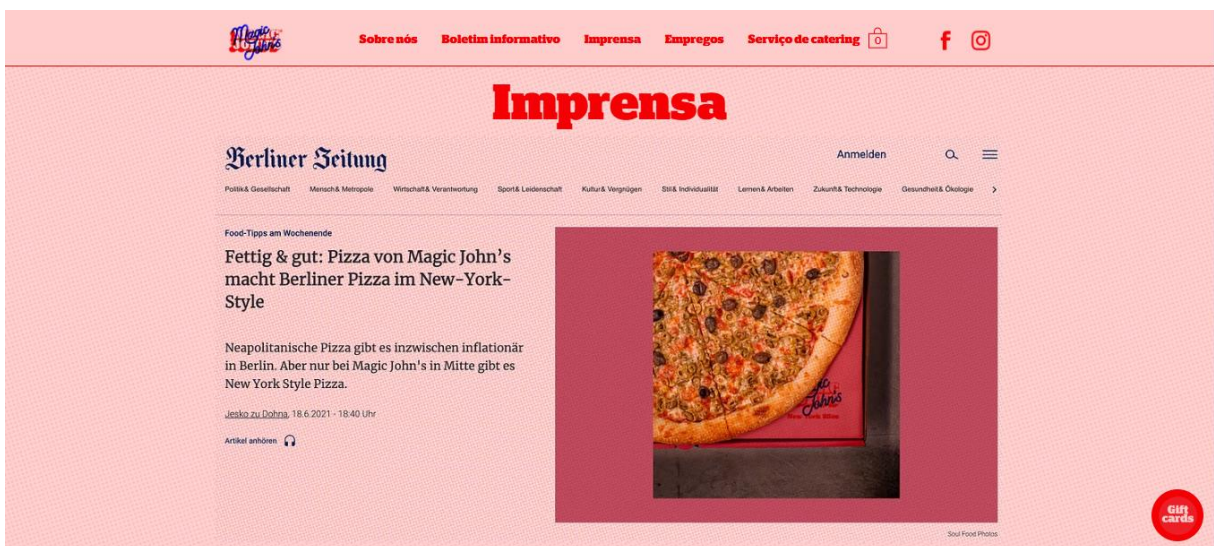 Magic John's
Sobre nós Boletim informativo Imprensa Empregos Serviço de catering 0
Imprensa
Berliner Zeitung
Anmelden
Politik& Gesellschaft Mensch& Metropole Wirtschaft& Verantwortung Sport& Leidenschaft Kultur& Vergnügen Stil& Individualität Lernen& Arbeiten Zukunft& Technologie Gesundheit& Ökologie
Food-Tipps am Wochenende
Fettig & gut: Pizza von Magic John's
macht Berliner Pizza im New-York-
Style
Neapolitanische Pizza gibt es inzwischen inflationär
in Berlin. Aber nur bei Magic John's in Mitte gibt es
New York Style Pizza.
Jesko zu Dohna, 18.6.2021 - 18:40 Uhr
Artikel anhören
Magic
John's
New York Slice
Soul Food Photos
Gift
cards